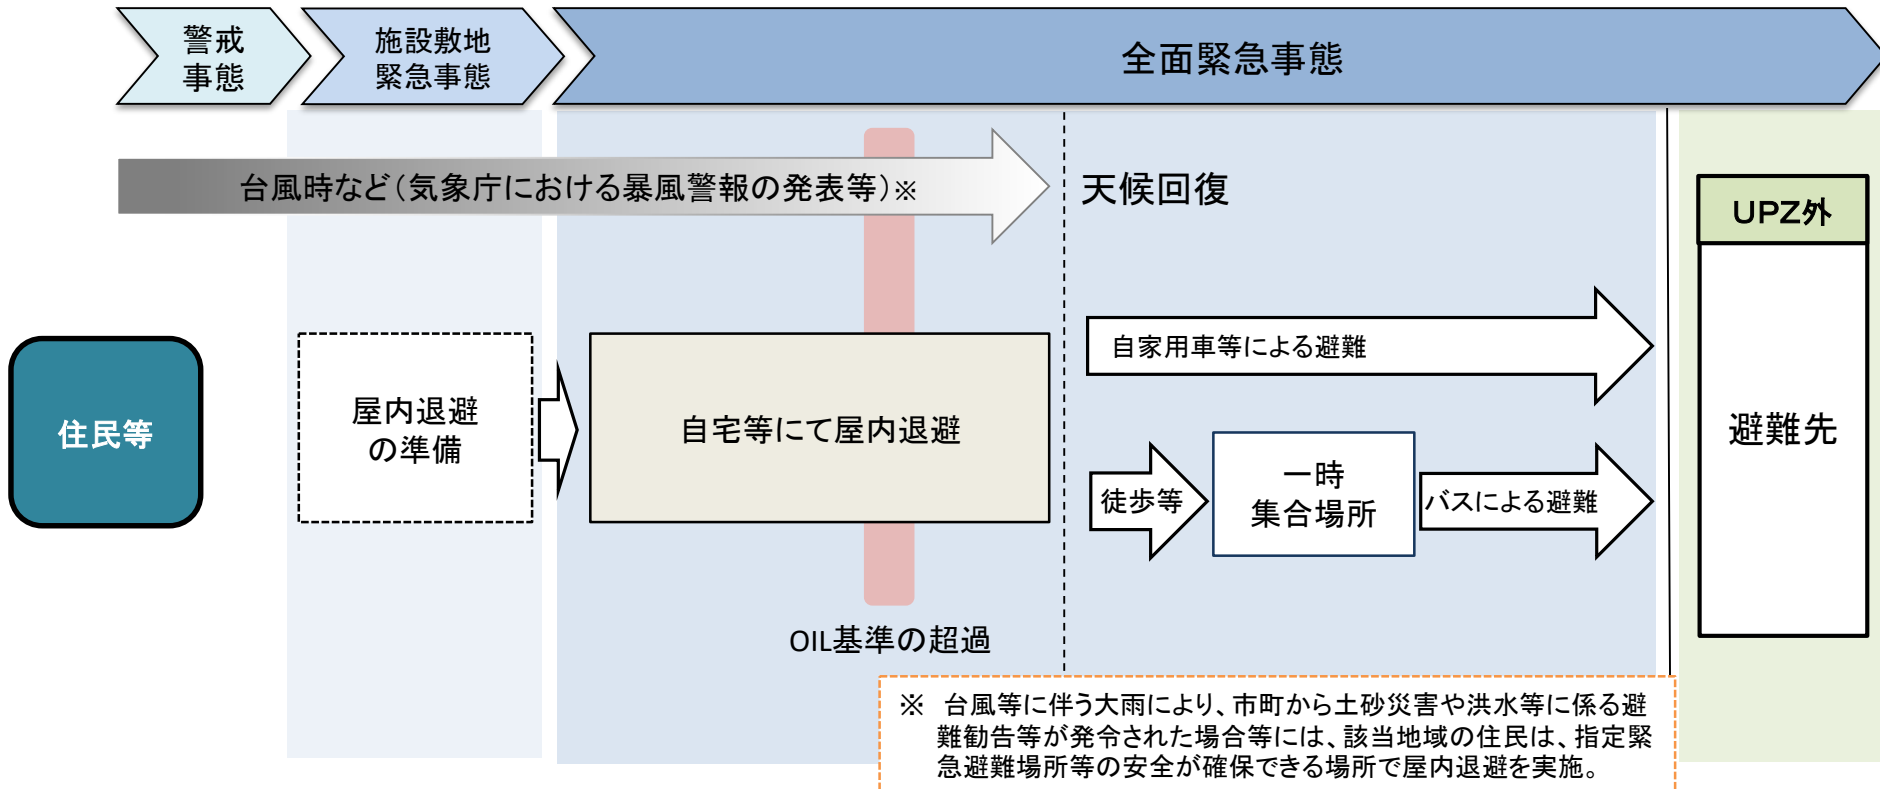 警戒
事態
施設敷地
緊急事態
全面緊急事態
台風時など（気象庁における暴風警報の発表等）※
天候回復
UPZ外
自家用車等による避難
住民等
屋内退避
の準備
自宅等にて屋内退避
徒歩等
一時
集合場所
バスによる避難
避難先
OIL基準の超過
※　台風等に伴う大雨により、市町から土砂災害や洪水等に係る避
難勧告等が発令された場合等には、該当地域の住民は、指定緊
急避難場所等の安全が確保できる場所で屋内退避を実施。